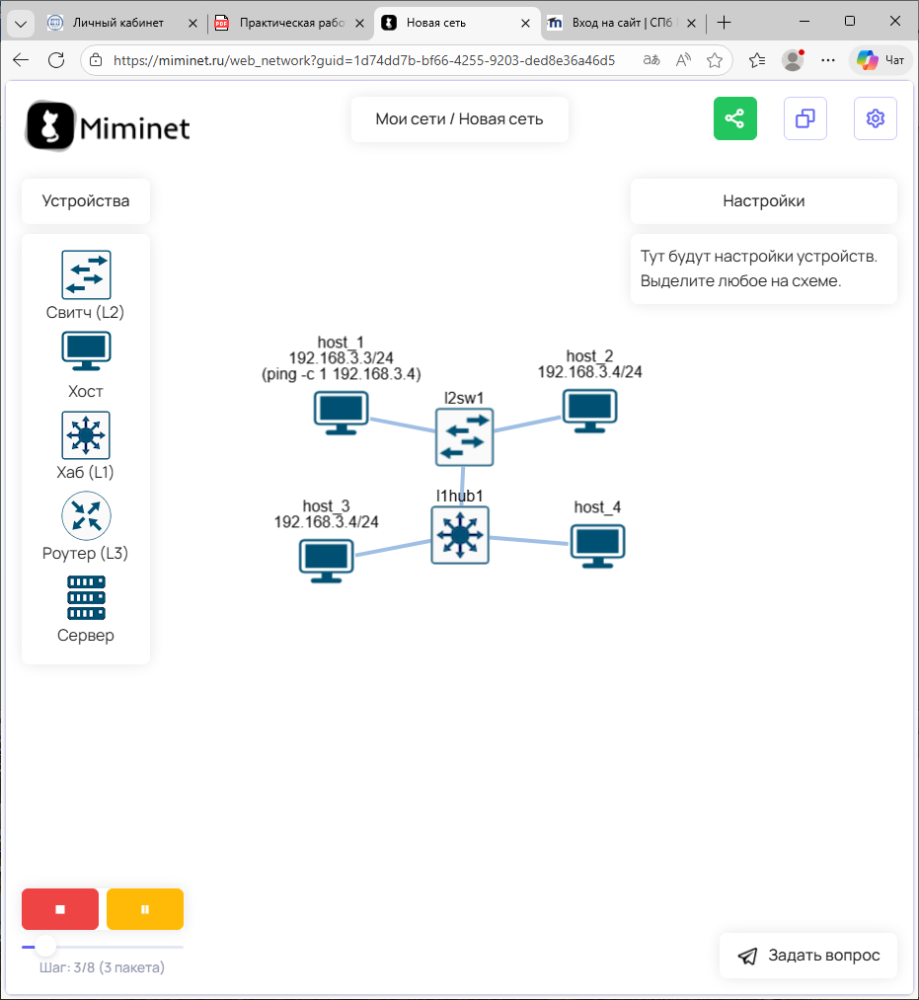 Личный кабинет
Практическая рабо
Новая сеть
Вход на сайт | СПб
https://miminet.ru/web_network?guid=1d74dd7b-bf66-4255-9203-ded8e36a46d5
Чат
Miminet
Мои сети / Новая сеть
Устройства
Настройки
Тут будут настройки устройств.
Выделите любое на схеме.
Свитч (L2)
Хост
Хаб (L1)
Роутер (L3)
Сервер
host_1
192.168.3.3/24
(ping -c 1 192.168.3.4)
host_2
192.168.3.4/24
l2sw1
l1hub1
host_3
192.168.3.4/24
host_4
Шаг: 3/8 (3 пакета)
Задать вопрос